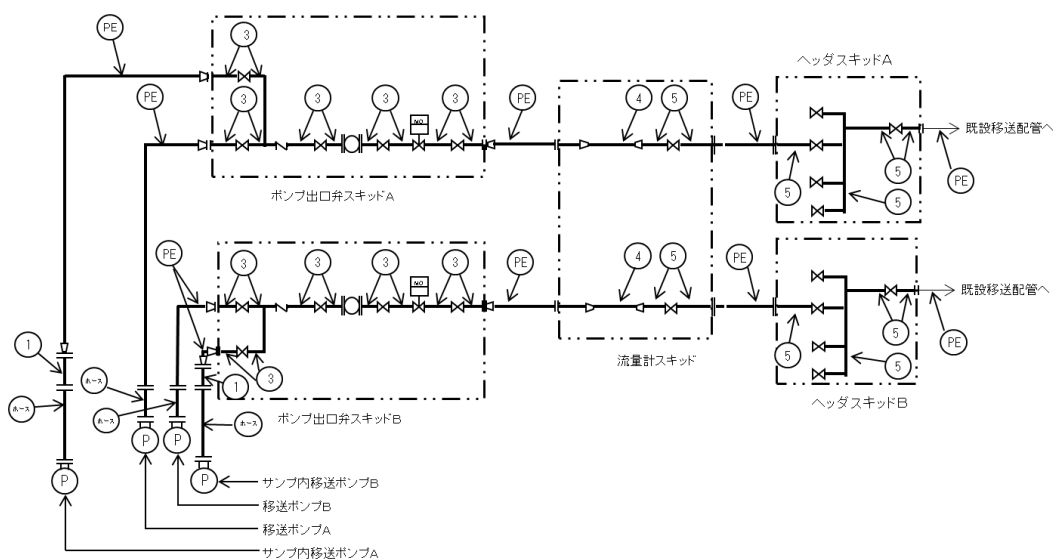 PE
3
ヘッダスキッドA
PE
3
3
3
3
PE
4
5
PE
MO
既設移送配管へ
5
5
PE
5
ポンプ出口弁スキッドA
PE
3
3
3
3
PE
4
5
PE
MO
既設移送配管へ
5
PE
5
5
1
流量計スキッド
ホース
3
1
ホース
ホース
ホース
ポンプ出口弁スキッドB
ヘッダスキッドB
P
P
P
P
サンプ内移送ポンプB
移送ポンプB
移送ポンプA
サンプ内移送ポンプA